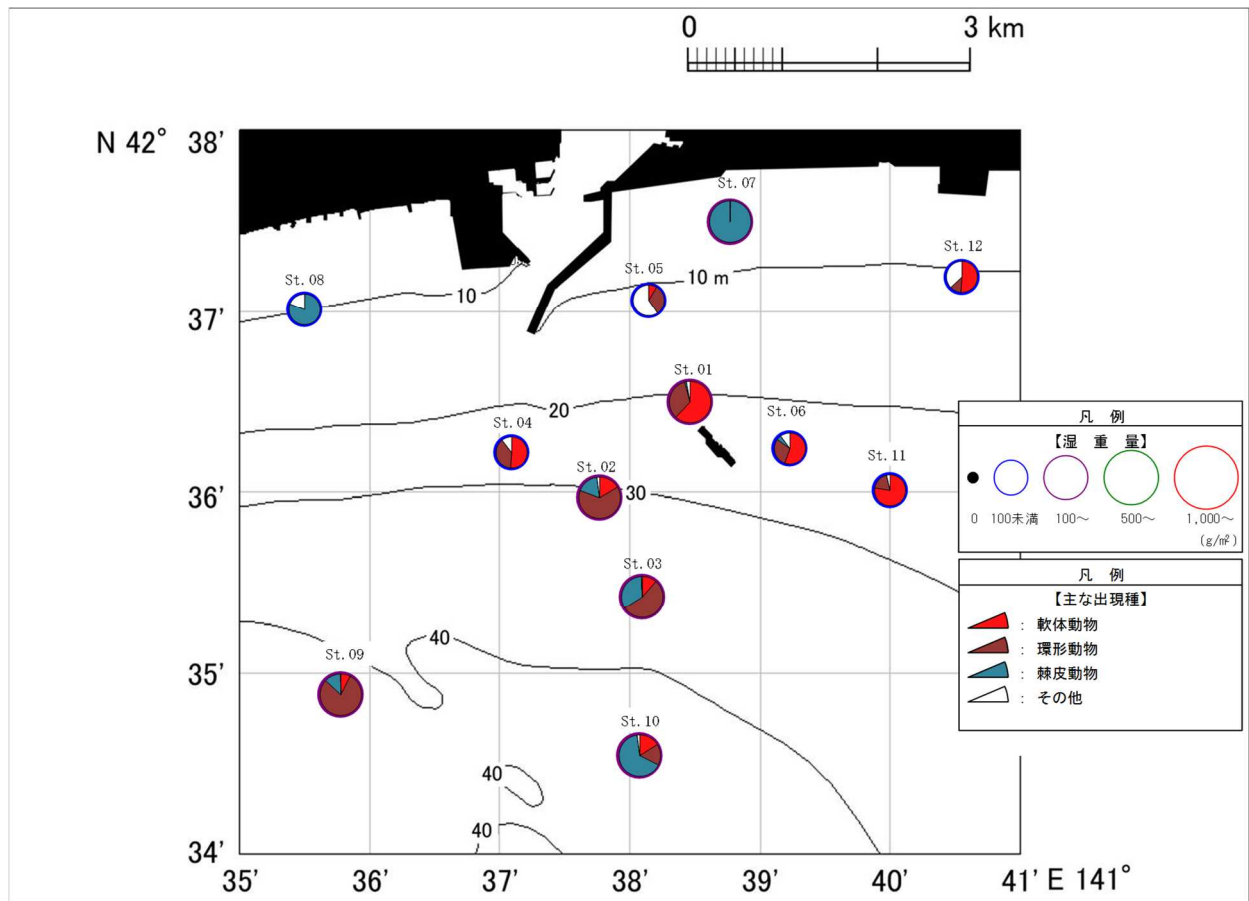 0 3 km
N 42° 38'
St.07
St.12
St.08
St.05
10 m
10
37'
St.01
St.06
20
St.04
St.11
St.02
36'
30
St.03
40
St.09
35'
St.10
40
40
34'
35' 36' 37' 38' 39' 40' 41' E 141°
凡 例
【湿 重 量】
0 100未満 100～ 500～ 1,000～
(g/m²)
凡 例
【主な出現種】
： 軟体動物
： 環形動物
： 棘皮動物
： その他